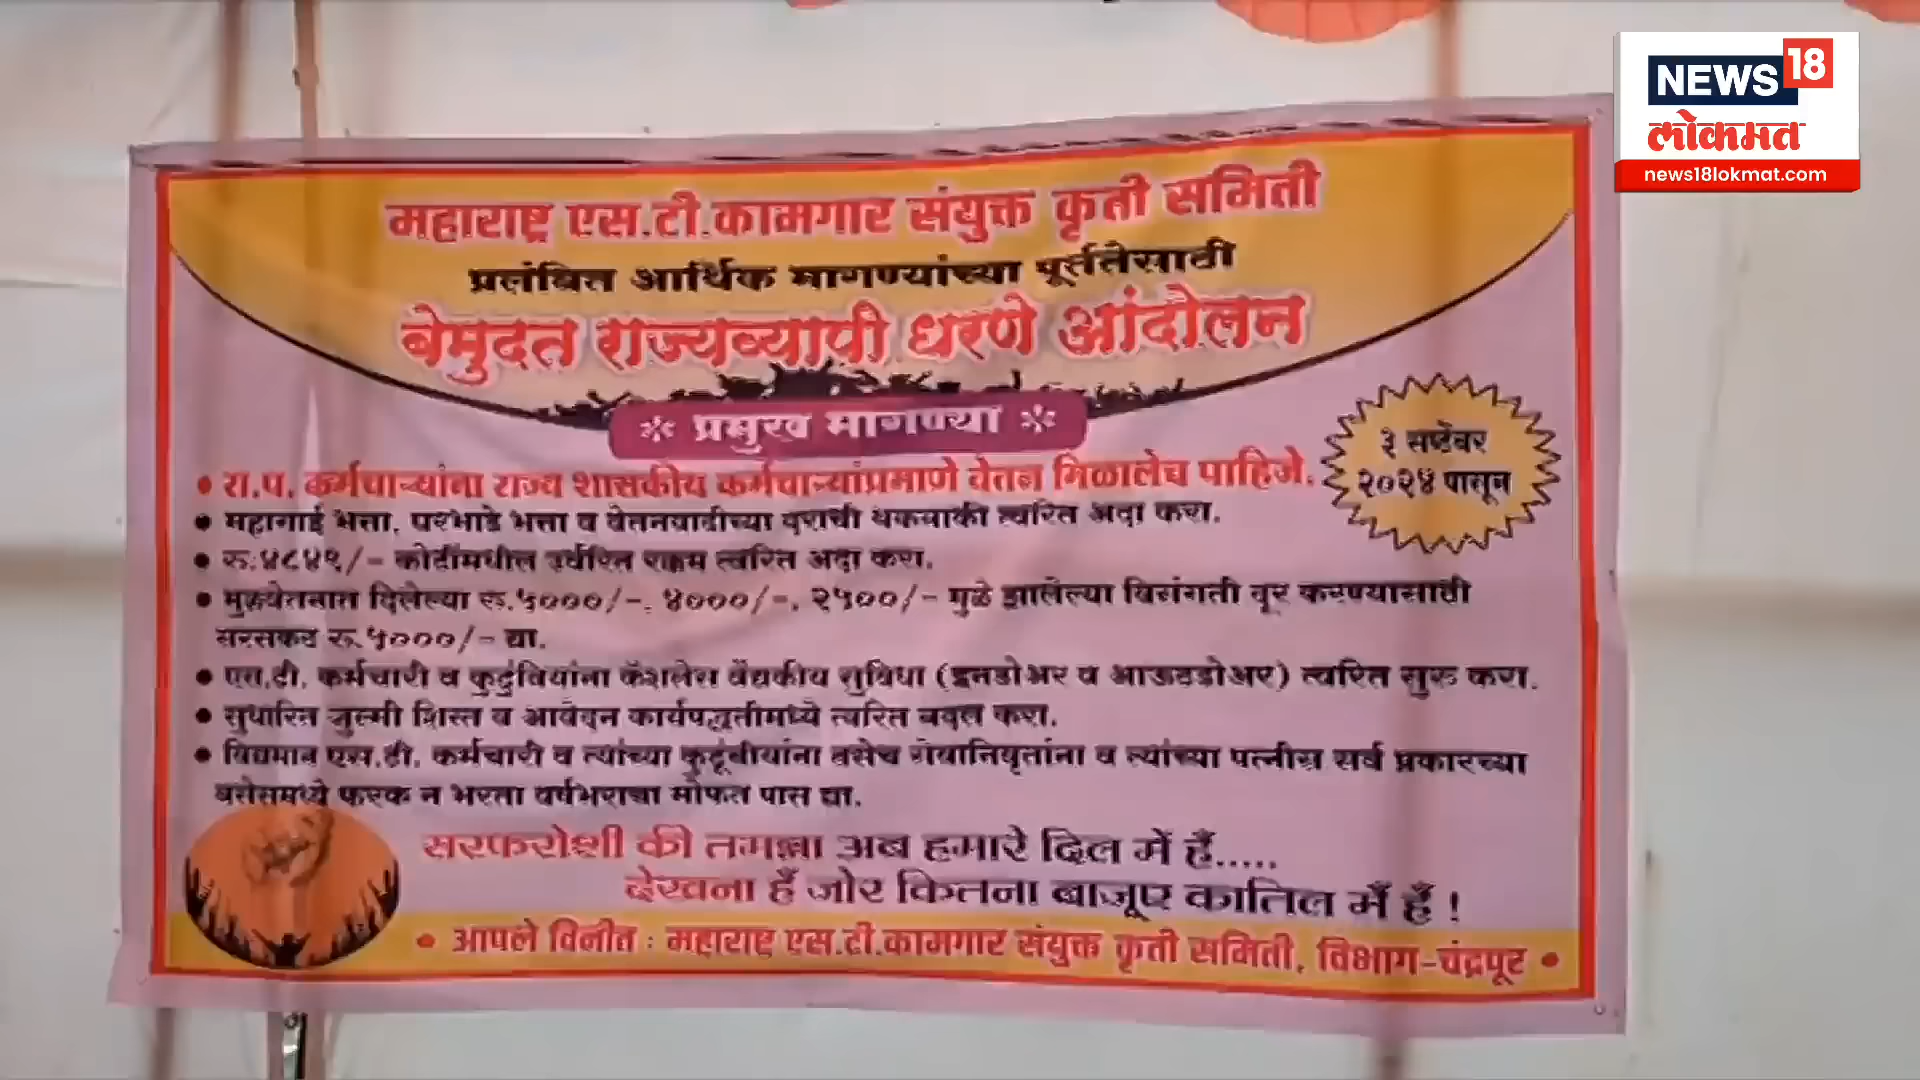 NEWS 18
लोकमत
news18lokmat.com
महाराष्ट्र एस.टी.कामगार संयुक्त कृती समिती
प्रलंबित आर्थिक मागण्यांच्या पूर्ततेसाठी
बेमुदत राज्यव्यापी धरणे आंदोलन
प्रमुख मागण्या
३ सप्टेंबर
२०२४ पासून
• रा.प. कर्मचाऱ्यांना राज्य शासकीय कर्मचाऱ्यांप्रमाणे वेतन मिळालेच पाहिजे.
• महागाई भत्ता, घरभाडे भत्ता व वेतनवाढीच्या दराची थकबाकी त्वरित अदा करा.
• रु.४८४९/- कोटींमधील उर्वरित रक्कम त्वरित अदा करा.
• मुळवेतनात दिलेल्या रु.५०००/-, ४०००/-, २५००/- मुळे झालेल्या विसंगती दूर करण्यासाठी
सरसकट रु.५०००/- द्या.
• एस.टी. कर्मचारी व कुटुंबियांना कॅशलेस वैद्यकीय सुविधा (इनडोअर व आऊटडोअर) त्वरित सुरु करा.
• सुधारित जुल्मी शिस्त व आवेदन कार्यपद्धतीमध्ये त्वरित बदल करा.
• विद्यमान एस.टी. कर्मचारी व त्यांच्या कुटूंबीयांना तसेच सेवानिवृतांना व त्यांच्या पत्नीस सर्व प्रकारच्या
बसेसमध्ये फरक न भरता वर्षभराचा मोफत पास द्या.
सरफरोशी की तमन्ना अब हमारे दिल में हैं.....
देखना हैं जोर कितना बाजूए कातिल मेँ हैं !
• आपले विनीत : महाराष्ट्र एस.टी.कामगार संयुक्त कृती समिती, विभाग-चंद्रपूर •